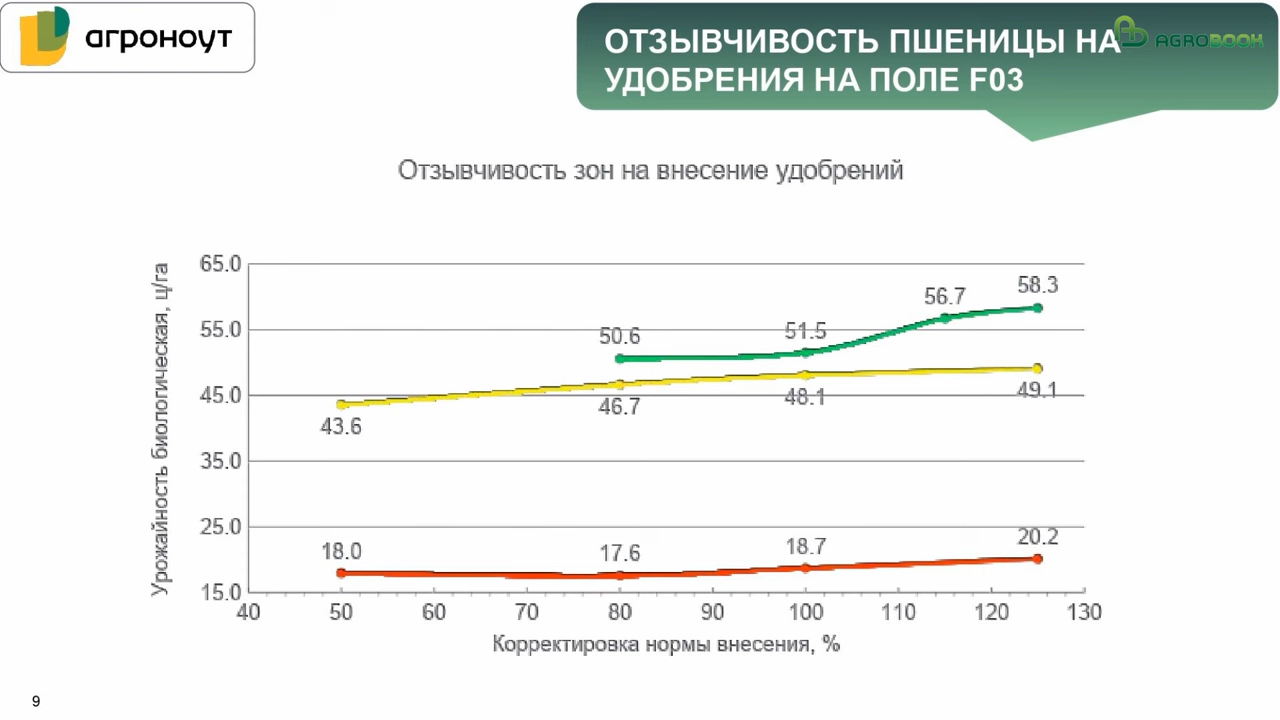 агроноут
ОТЗЫВЧИВОСТЬ ПШЕНИЦЫ НА
УДОБРЕНИЯ НА ПОЛЕ F03
AGROBOOK
Отзывчивость зон на внесение удобрений
Урожайность биологическая, ц/га
65.0
55.0
45.0
35.0
25.0
15.0
50.6
51.5
56.7
58.3
43.6
46.7
48.1
49.1
18.0
17.6
18.7
20.2
40 50 60 70 80 90 100 110 120 130
Корректировка нормы внесения, %
9